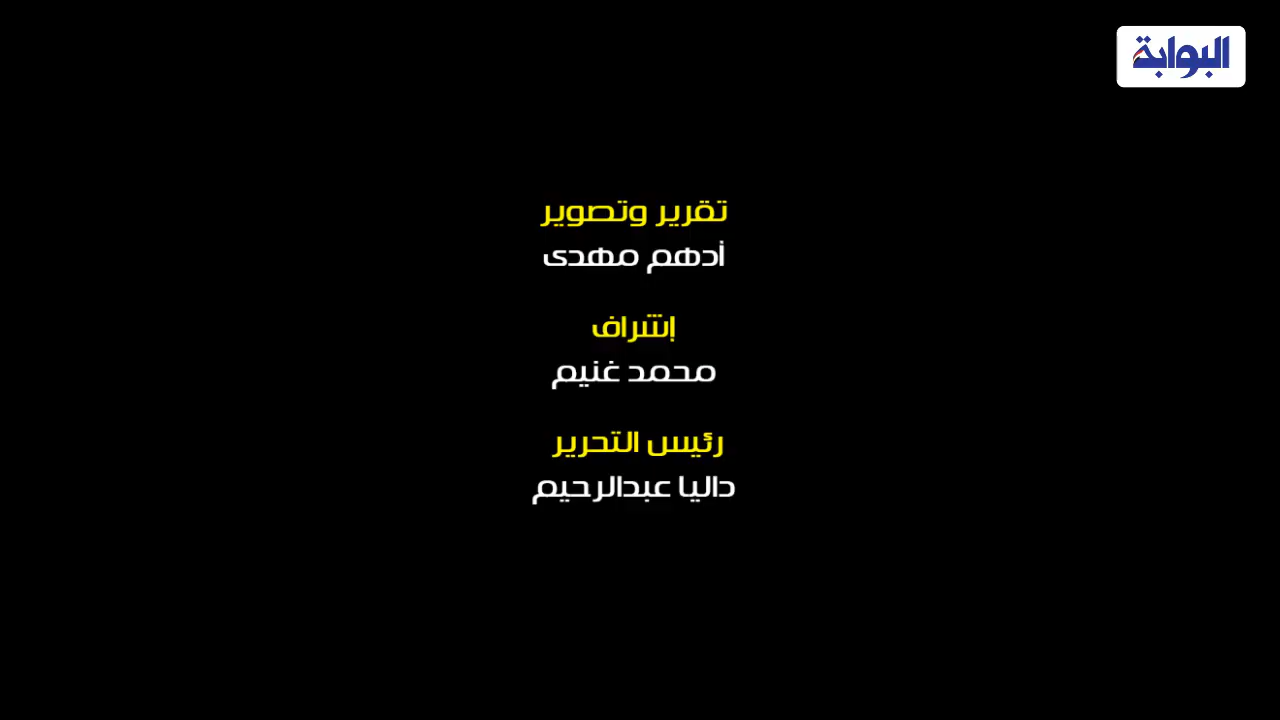 البوابة
تقرير وتصوير
أدهم مهدى
إشراف
محمد غنيم
رئيس التحرير
داليا عبدالرحيم